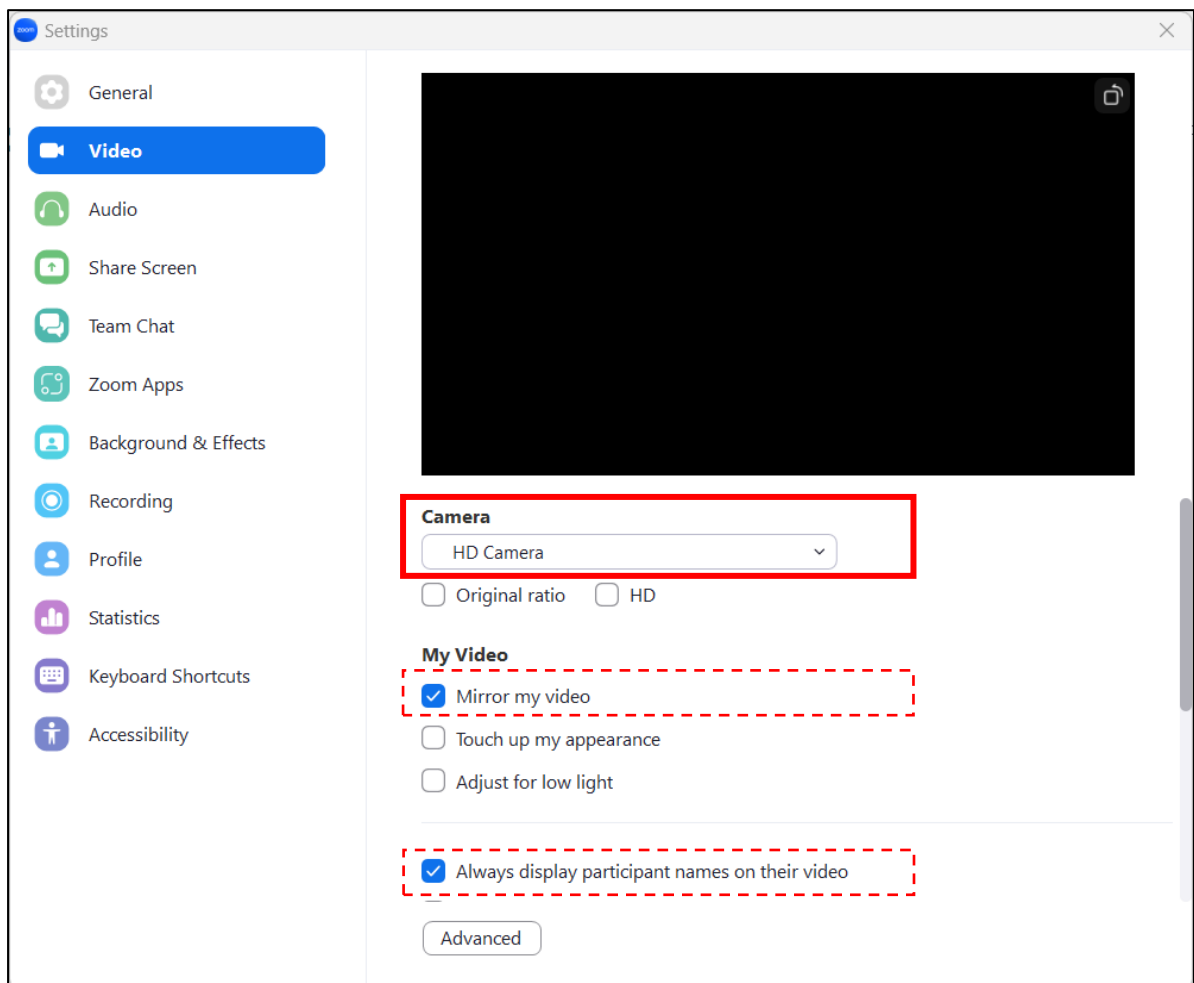 zoom Settings
General
Video
Audio
Share Screen
Team Chat
Zoom Apps
Background & Effects
Recording
Profile
Statistics
Keyboard Shortcuts
Accessibility
Camera
HD Camera
Original ratio HD
My Video
Mirror my video
Touch up my appearance
Adjust for low light
Always display participant names on their video
Advanced